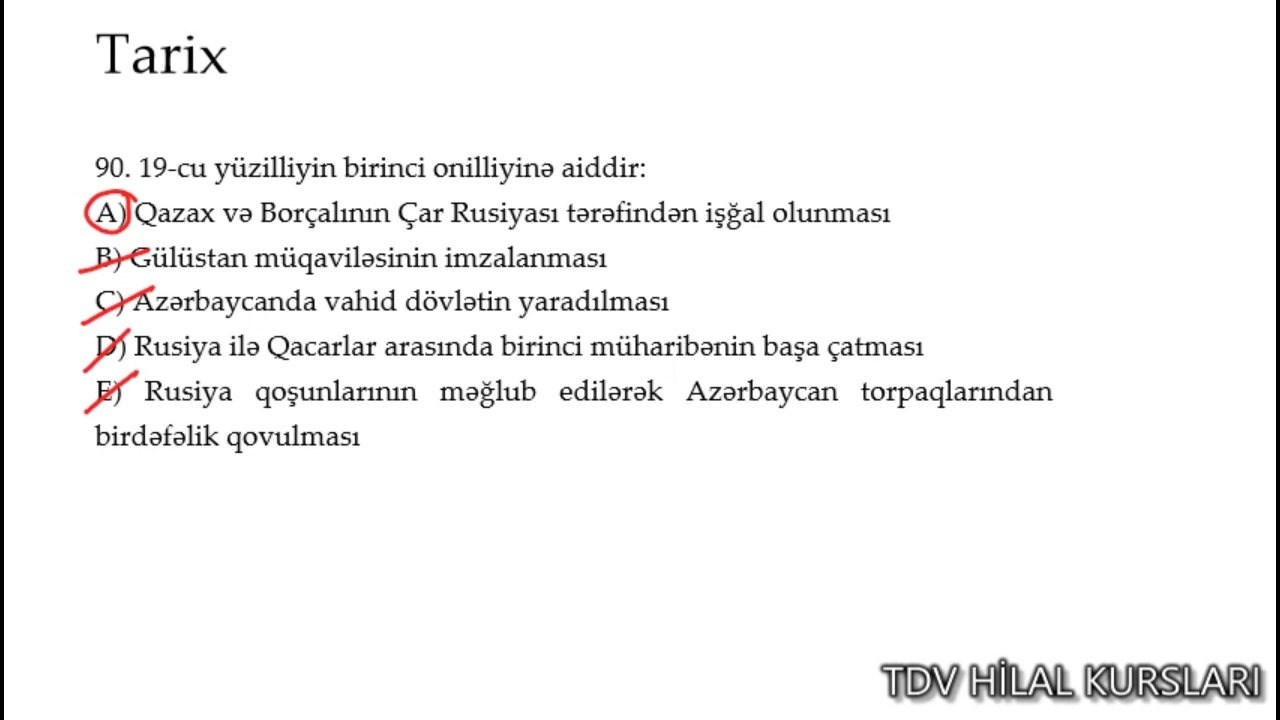 Tarix
90. 19-cu yüzilliyin birinci onilliyinə aiddir:
A) Qazax və Borçalının Çar Rusiyası tərəfindən işğal olunması
B) Gülüstan müqaviləsinin imzalanması
C) Azərbaycanda vahid dövlətin yaradılması
D) Rusiya ilə Qacarlar arasında birinci müharibənin başa çatması
E) Rusiya qoşunlarının məğlub edilərək Azərbaycan torpaqlarından
birdəfəlik qovulması
TDV HİLAL KURSLARI